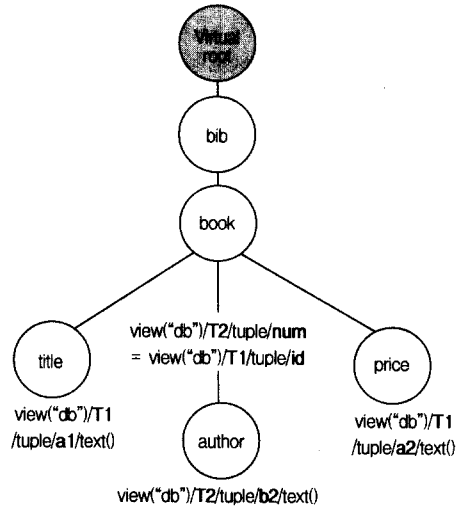 Virtual
root
bib
book
view("db")/T2/tuple/num
= view("db")/T1/tuple/id
title
price
view("db")/T1
/tuple/a1/text()
author
view("db")/T1
/tuple/a2/text()
view("db")/T2/tuple/b2/text()